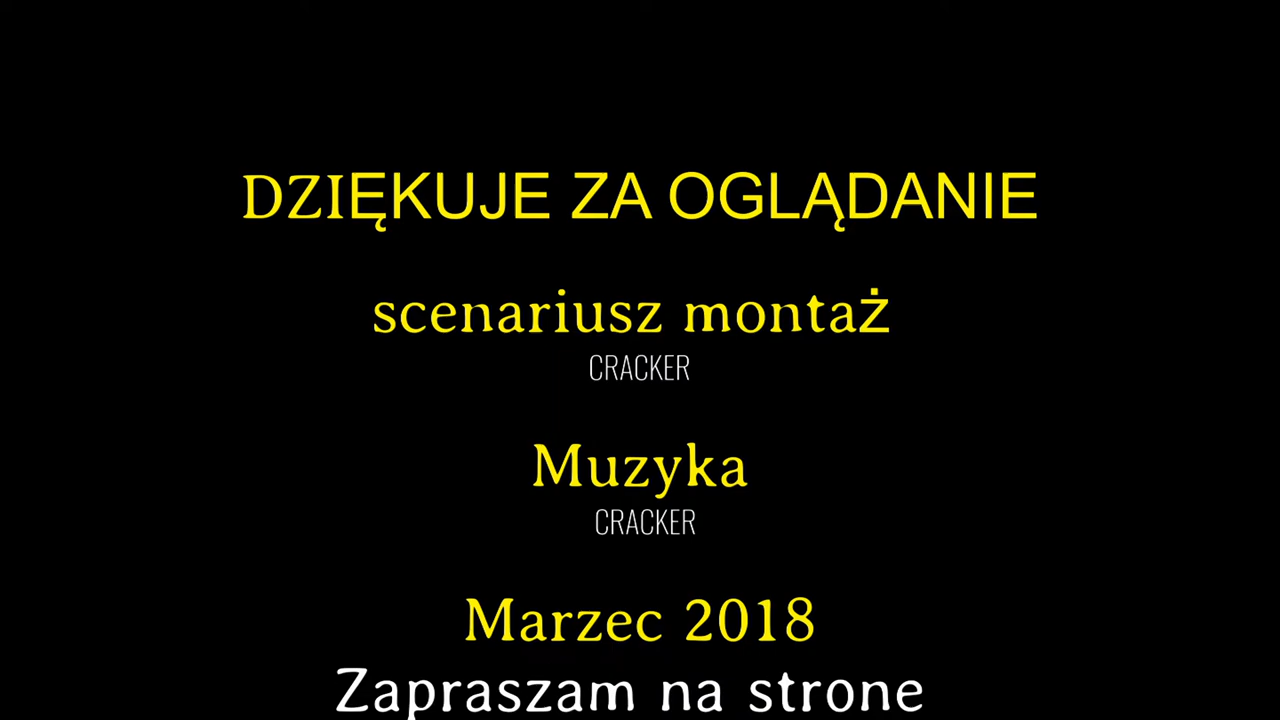 DZIĘKUJE ZA OGLĄDANIE
scenariusz montaż
CRACKER
Muzyka
CRACKER
Marzec 2018
Zapraszam na strone